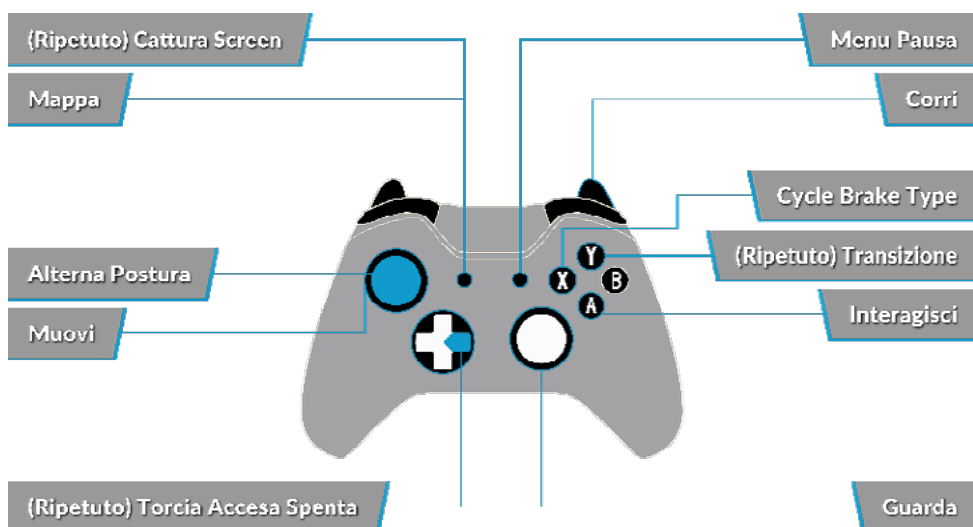 (Ripetuto) Cattura Screen
Menu Pausa
Mappa
Corri
Cycle Brake Type
Alterna Postura
(Ripetuto) Transizione
Y
X
B
A
Muovi
Interagisci
(Ripetuto) Torcia Accesa Spenta
Guarda